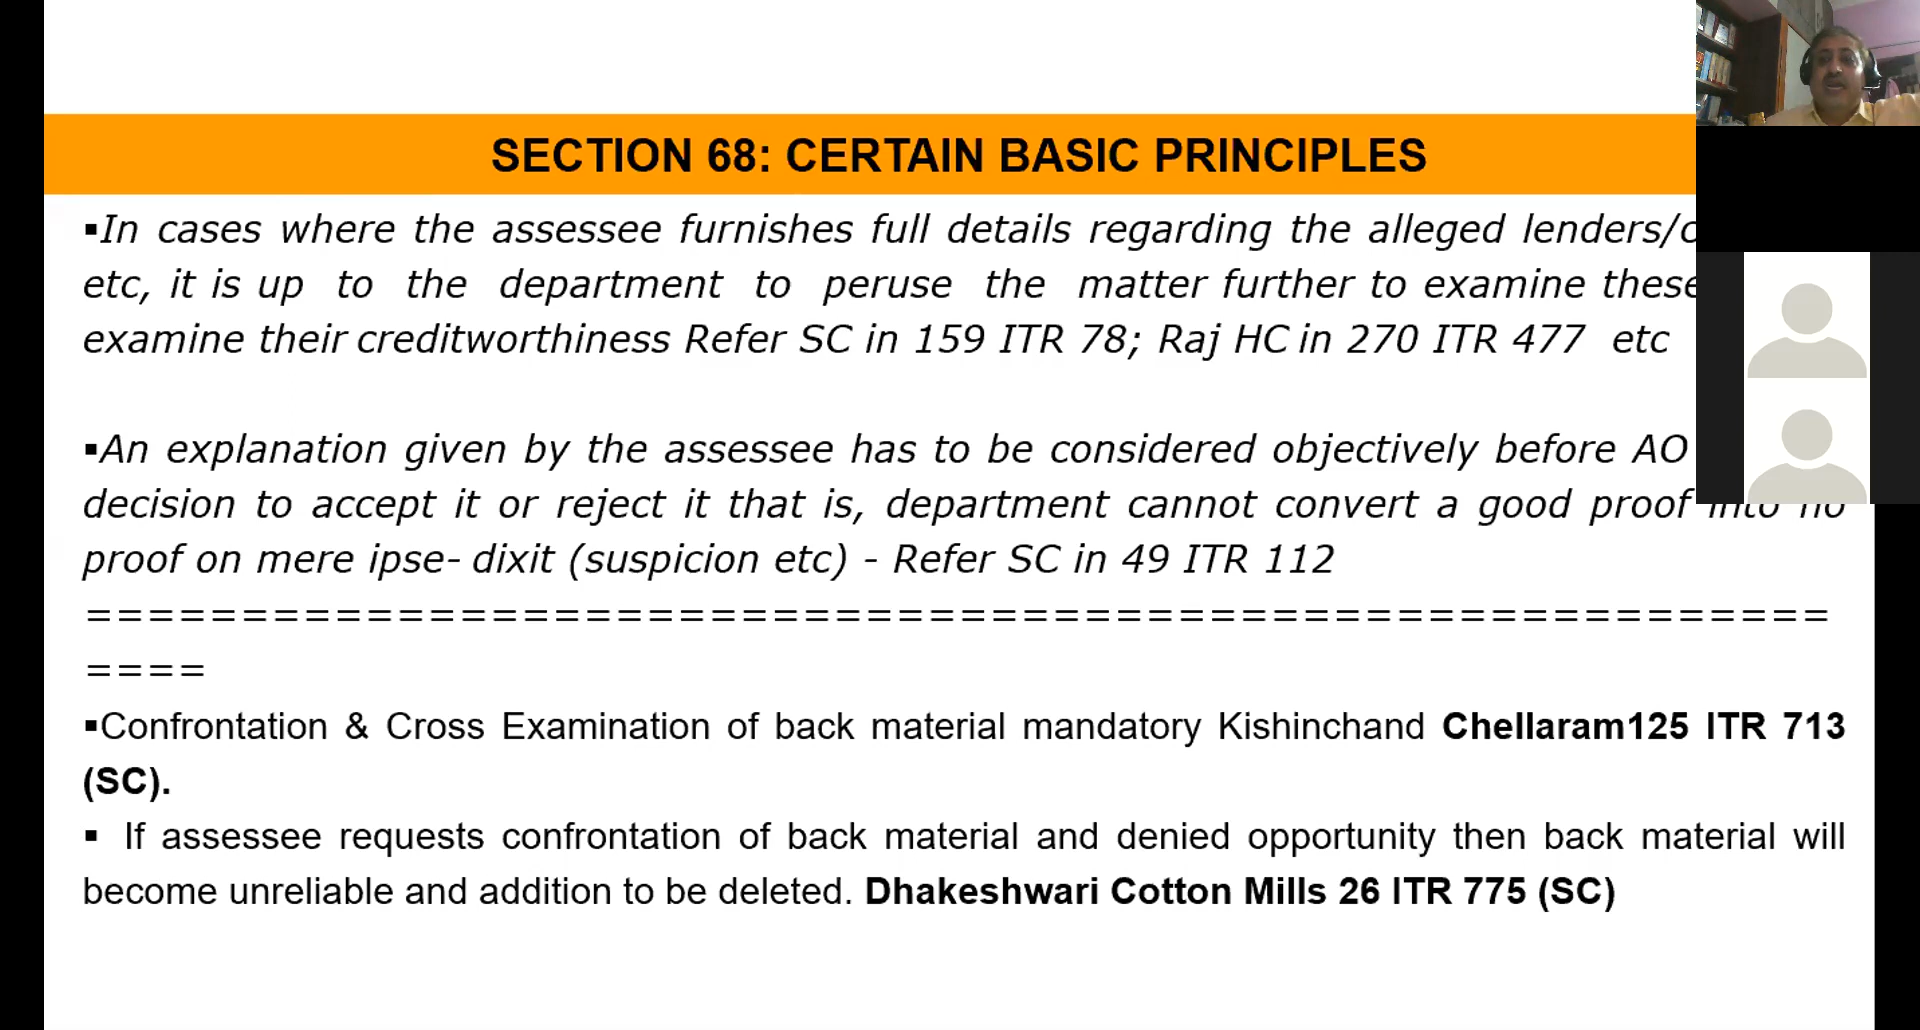 SECTION 68: CERTAIN BASIC PRINCIPLES
▪In cases where the assessee furnishes full details regarding the alleged lenders/
etc, it is up to the department to peruse the matter further to examine these
examine their creditworthiness Refer SC in 159 ITR 78; Raj HC in 270 ITR 477 etc
▪An explanation given by the assessee has to be considered objectively before AO
decision to accept it or reject it that is, department cannot convert a good proof into no
proof on mere ipse- dixit (suspicion etc) - Refer SC in 49 ITR 112
========================================================
====
▪Confrontation & Cross Examination of back material mandatory Kishinchand Chellaram125 ITR 713
(SC).
▪ If assessee requests confrontation of back material and denied opportunity then back material will
become unreliable and addition to be deleted. Dhakeshwari Cotton Mills 26 ITR 775 (SC)